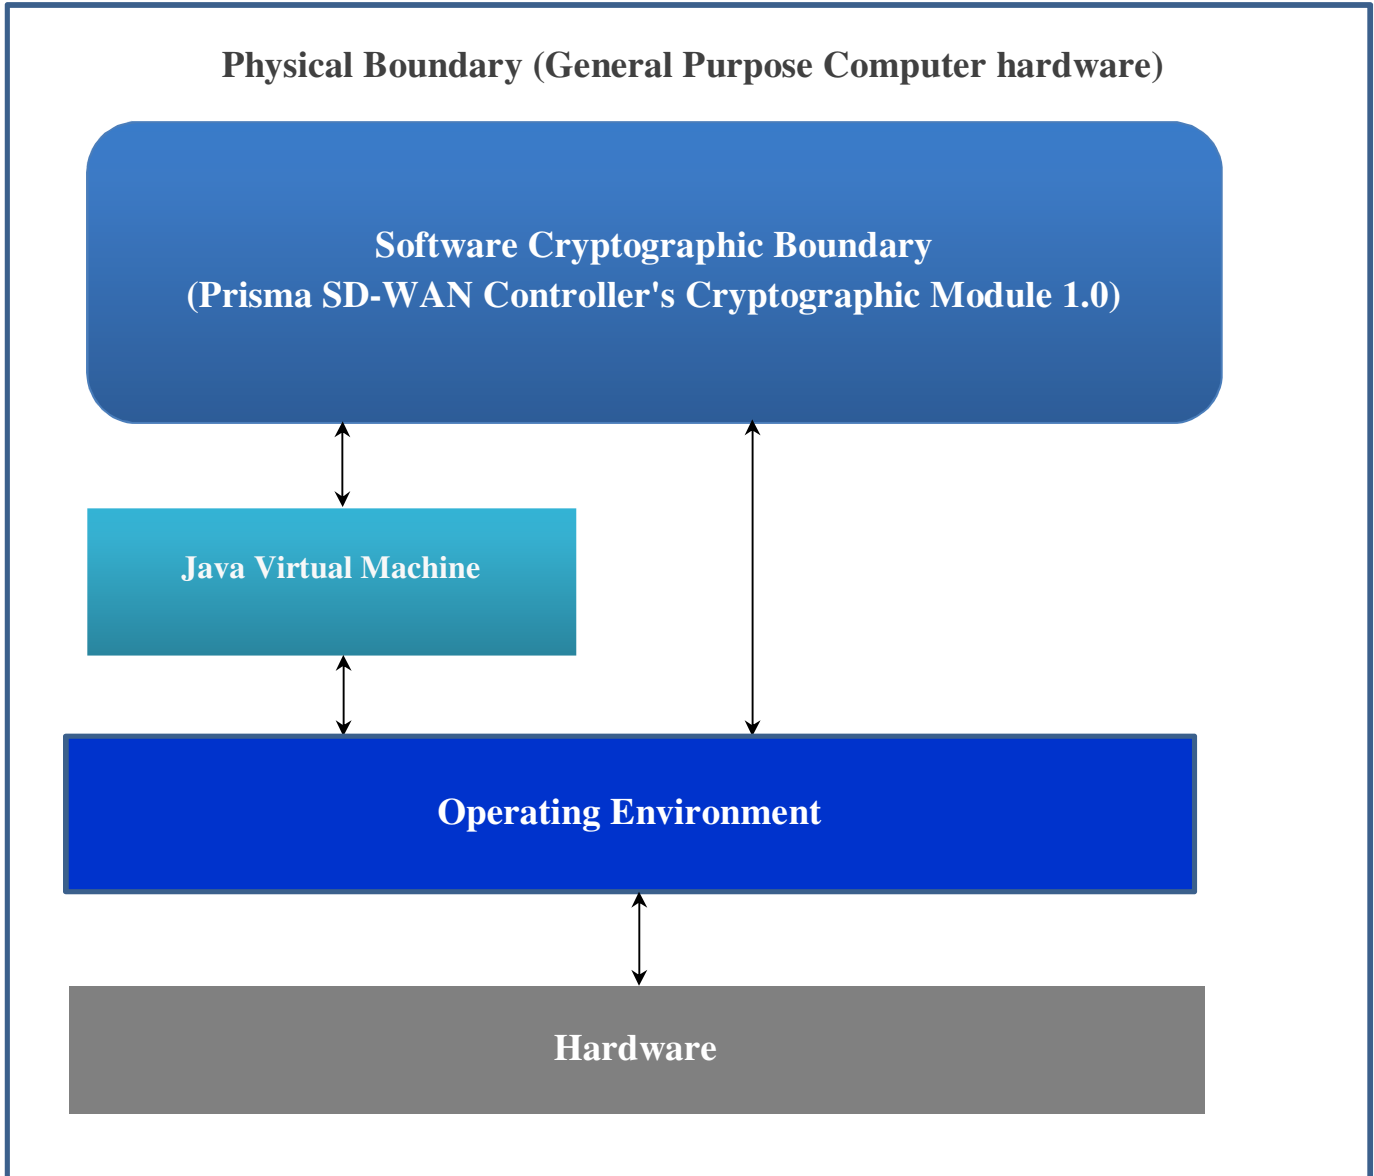 Physical Boundary (General Purpose Computer hardware)
Software Cryptographic Boundary
(Prisma SD-WAN Controller's Cryptographic Module 1.0)
Java Virtual Machine
Operating Environment
Hardware